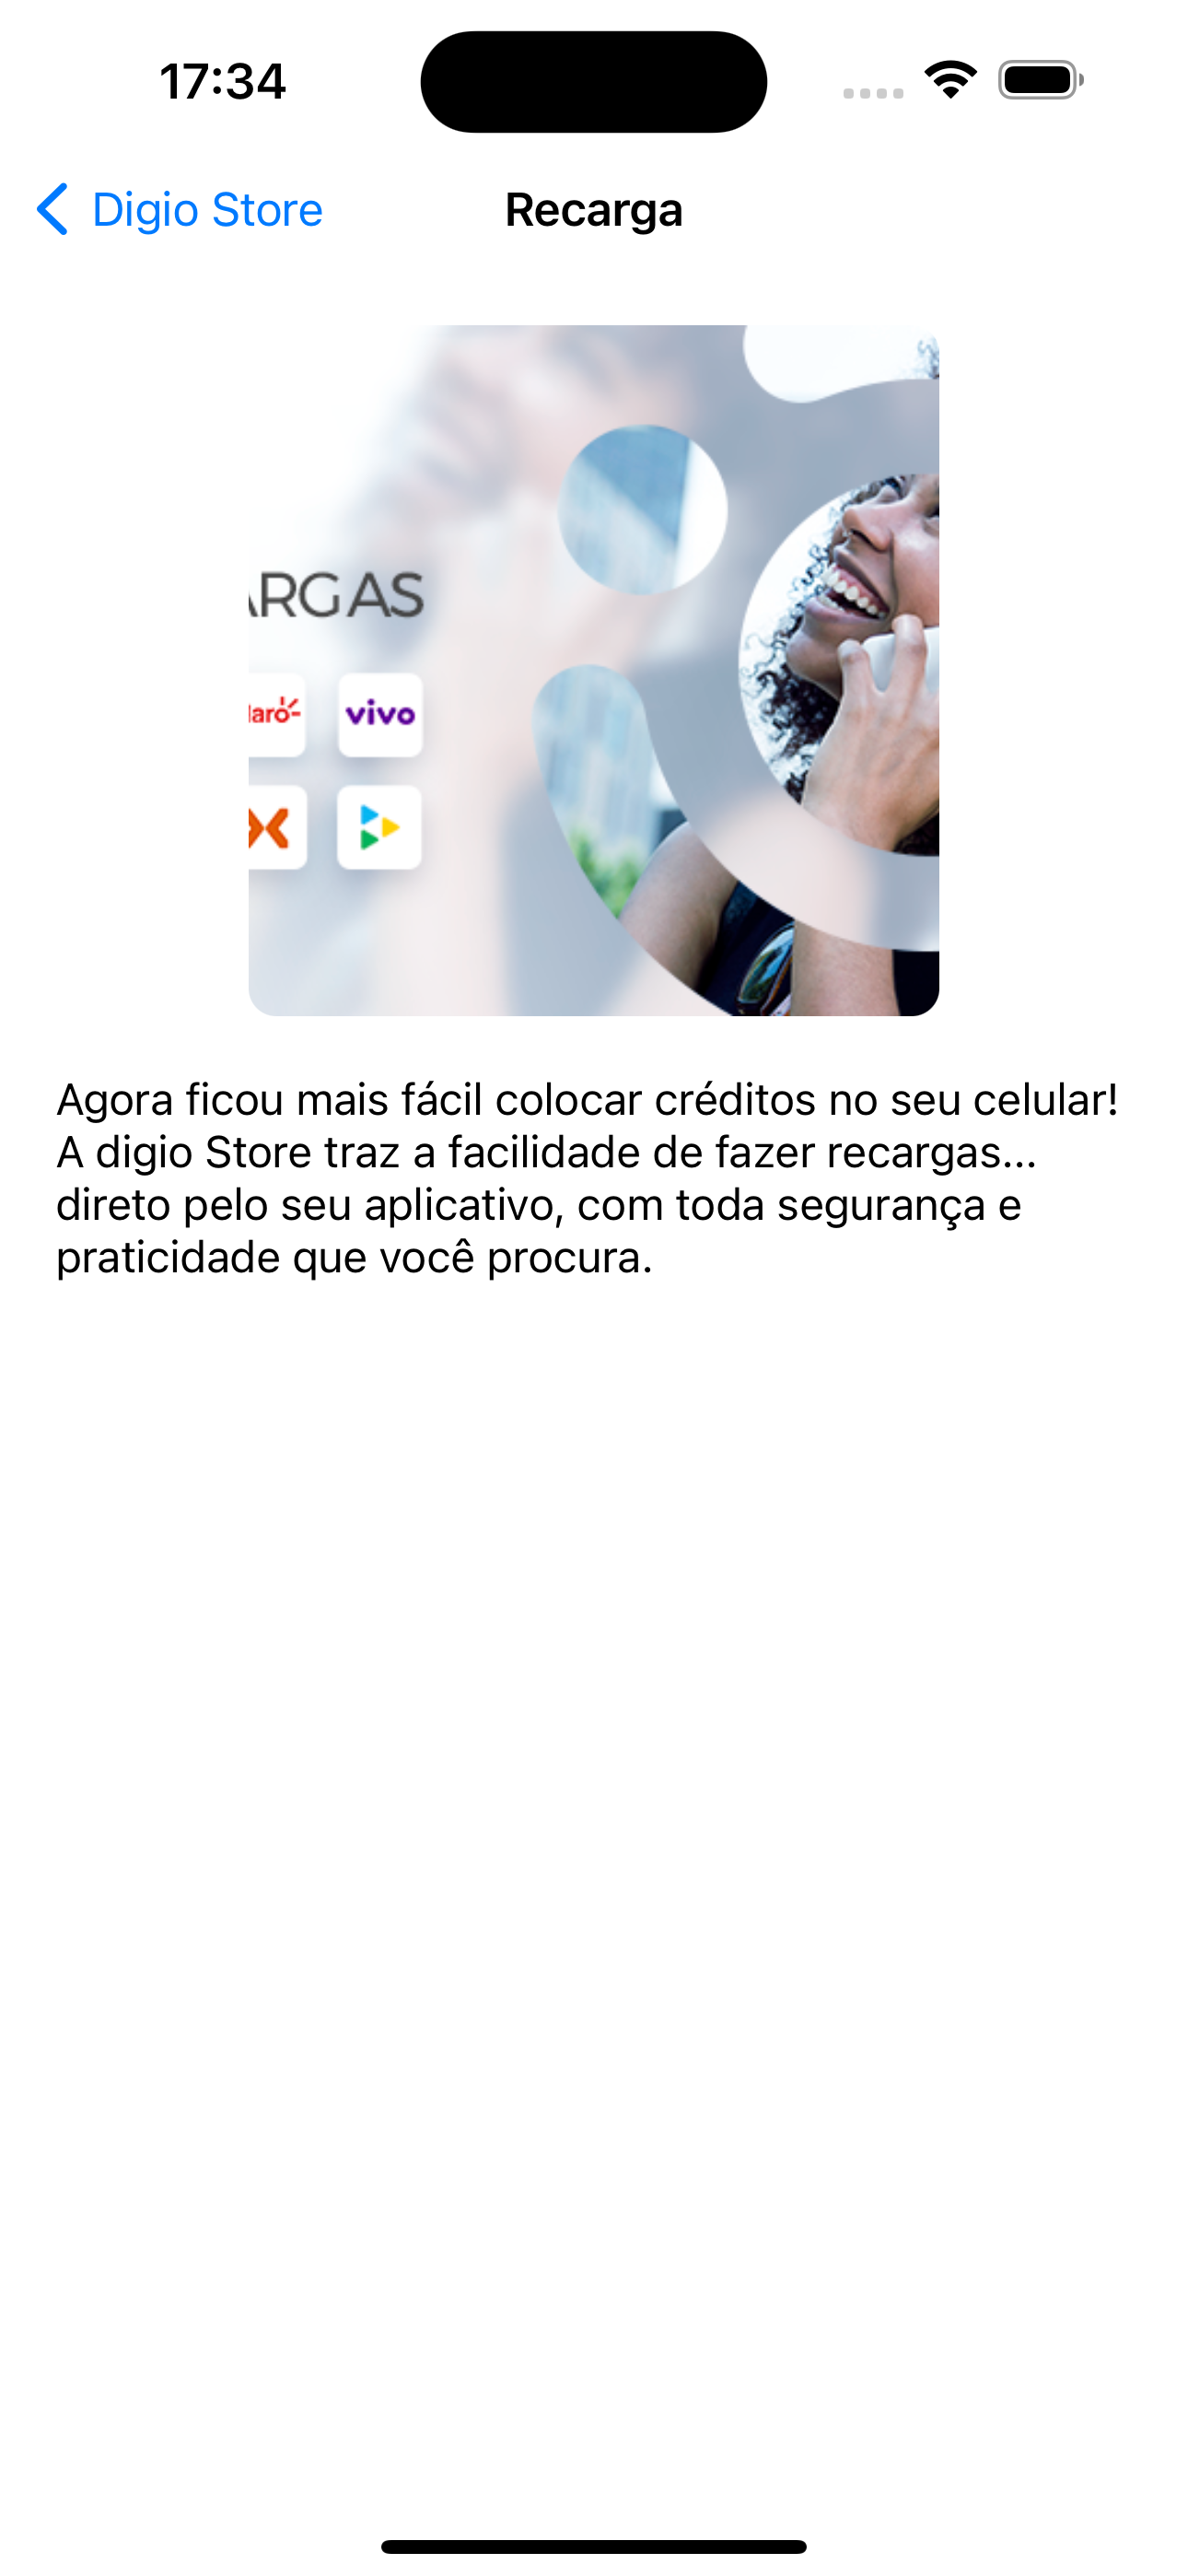 17:34
Digio Store
Recarga
ARGAS
laro
vivo
Agora ficou mais fácil colocar créditos no seu celular!
A digio Store traz a facilidade de fazer recargas...
direto pelo seu aplicativo, com toda segurança e
praticidade que você procura.